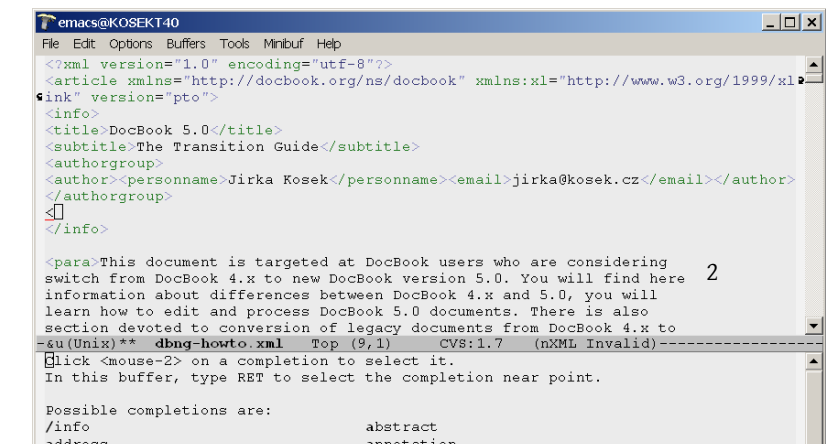 emacs@KOSEKT40
File Edit Options Buffers Tools Minibuf Help
<?xml version="1.0" encoding="utf-8"?>
<article xmlns="http://docbook.org/ns/docbook" xmlns:xl="http://www.w3.org/1999/xl
ink" version="pto">
<info>
<title>DocBook 5.0</title>
<subtitle>The Transition Guide</subtitle>
<authorgroup>
<author><personname>Jirka Kosek</personname><email>jirka@kosek.cz</email></author>
</authorgroup>
<
</info>
<para>This document is targeted at DocBook users who are considering
switch from DocBook 4.x to new DocBook version 5.0. You will find here
2
information about differences between DocBook 4.x and 5.0, you will
learn how to edit and process DocBook 5.0 documents. There is also
section devoted to conversion of legacy documents from DocBook 4.x to
-&u(Unix)** dbng-howto.xml Top (9,1) CVS:1.7 (nXML Invalid)------------------
Click <mouse-2> on a completion to select it.
In this buffer, type RET to select the completion near point.
Possible completions are:
/info abstract
address annotation